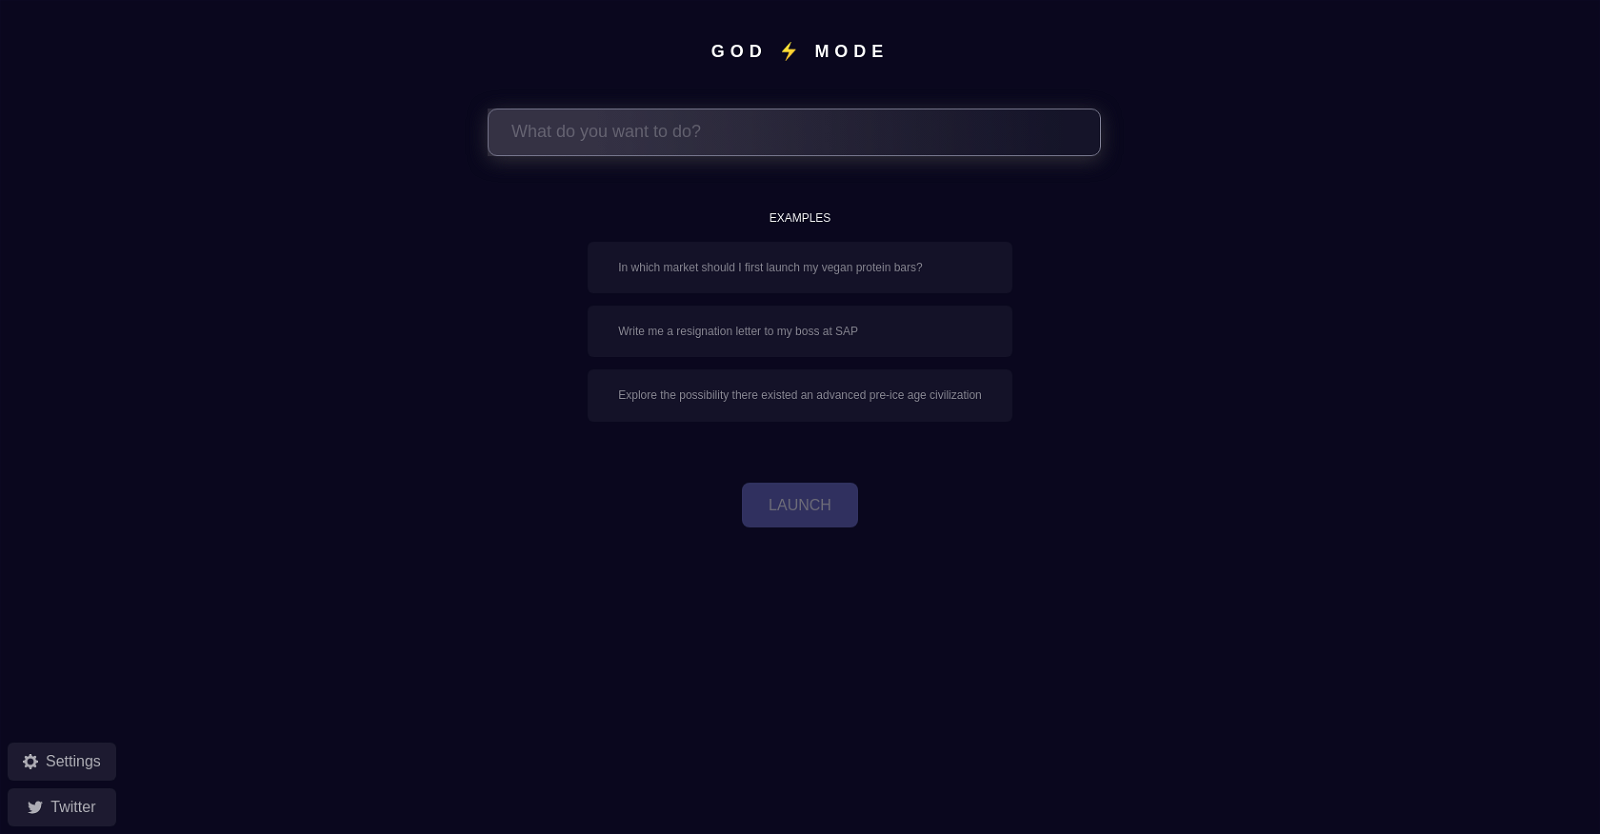 GOD ⚡ MODE
What do you want to do?
EXAMPLES
In which market should I first launch my vegan protein bars?
Write me a resignation letter to my boss at SAP
Explore the possibility there existed an advanced pre-ice age civilization
LAUNCH
Settings
Twitter